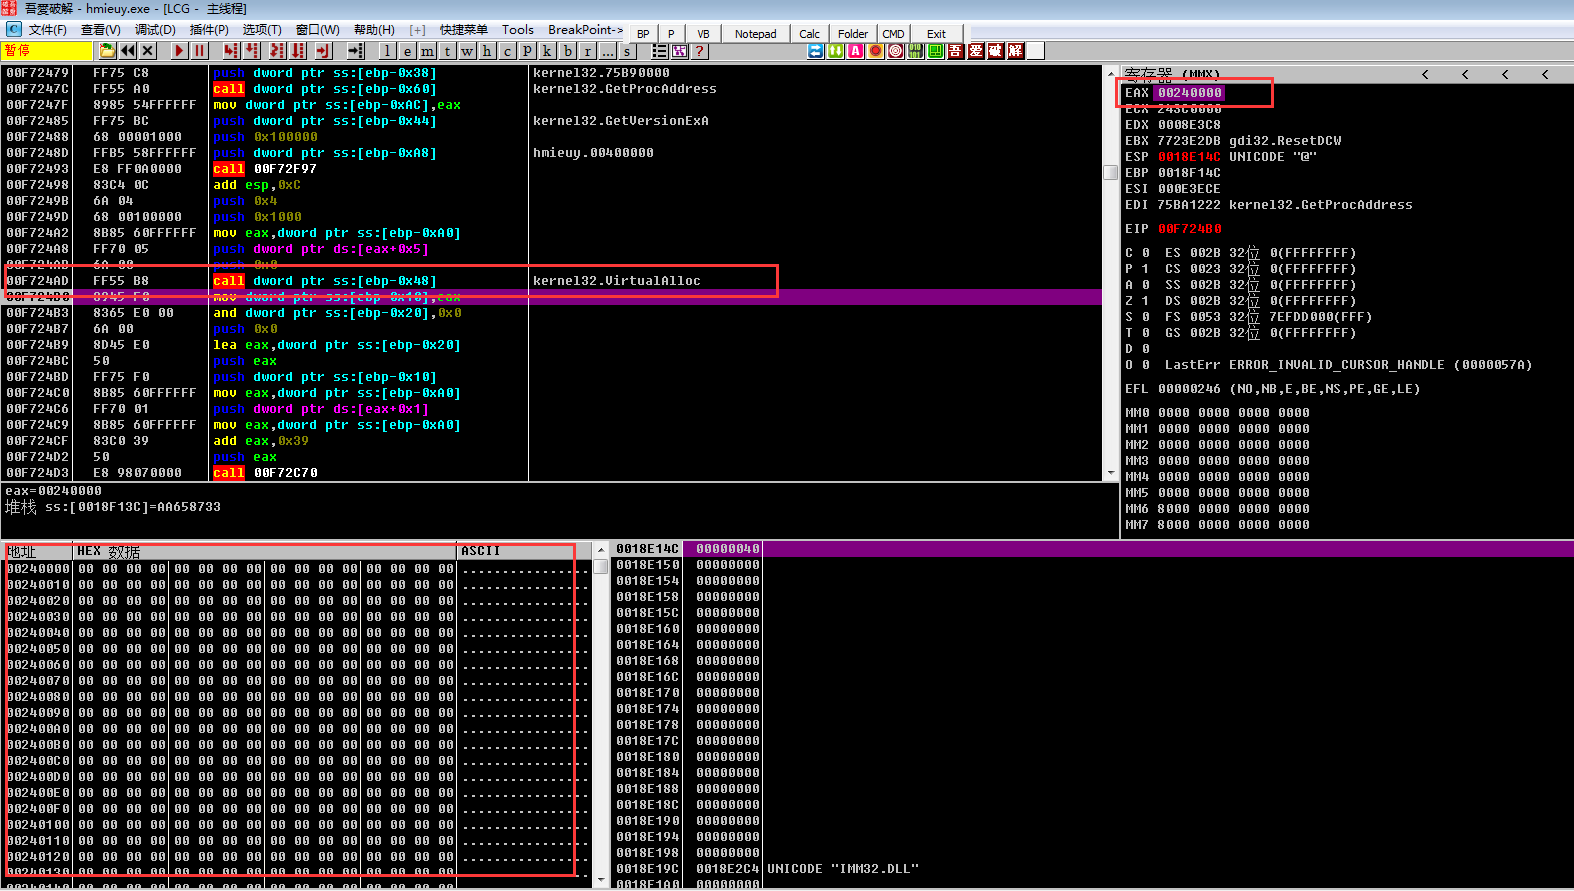 吾愛破解 - hmieuy.exe - [LCG - 主线程]
文件(F) 查看(V) 调试(D) 插件(P) 选项(T) 窗口(W) 帮助(H) [+] 快捷菜单 Tools BreakPoint-> BP P VB Notepad Calc Folder CMD Exit
暂停 l e m t w h c p k b r ... s ? A 吾 爱 破 解
00F72479 FF75 C8 push dword ptr ss:[ebp-0x38] kernel32.75B90000
00F7247C FF55 A0 call dword ptr ss:[ebp-0x60] kernel32.GetProcAddress
00F7247F 8985 54FFFFFF mov dword ptr ss:[ebp-0xAC],eax
00F72485 FF75 BC push dword ptr ss:[ebp-0x44] kernel32.GetVersionExA
00F72488 68 00001000 push 0x100000
00F7248D FFB5 58FFFFFF push dword ptr ss:[ebp-0xA8] hmieuy.00400000
00F72493 E8 FF0A0000 call 00F72F97
00F72498 83C4 0C add esp,0xC
00F7249B 6A 04 push 0x4
00F7249D 68 00100000 push 0x1000
00F724A2 8B85 60FFFFFF mov eax,dword ptr ss:[ebp-0xA0]
00F724A8 FF70 05 push dword ptr ds:[eax+0x5]
00F724AB 6A 00 push 0x0
00F724AD FF55 B8 call dword ptr ss:[ebp-0x48] kernel32.VirtualAlloc
00F724B0 8945 F0 mov dword ptr ss:[ebp-0x10],eax
00F724B3 8365 E0 00 and dword ptr ss:[ebp-0x20],0x0
00F724B7 6A 00 push 0x0
00F724B9 8D45 E0 lea eax,dword ptr ss:[ebp-0x20]
00F724BC 50 push eax
00F724BD FF75 F0 push dword ptr ss:[ebp-0x10]
00F724C0 8B85 60FFFFFF mov eax,dword ptr ss:[ebp-0xA0]
00F724C6 FF70 01 push dword ptr ds:[eax+0x1]
00F724C9 8B85 60FFFFFF mov eax,dword ptr ss:[ebp-0xA0]
00F724CF 83C0 39 add eax,0x39
00F724D2 50 push eax
00F724D3 E8 98070000 call 00F72C70
eax=00240000
堆栈 ss:[0018F13C]=AA658733
寄存器 (MMX) < < < <
EAX 00240000
ECX 243C0000
EDX 0008E3C8
EBX 7723E2DB gdi32.ResetDCW
ESP 0018E14C UNICODE "@"
EBP 0018F14C
ESI 000E3ECE
EDI 75BA1222 kernel32.GetProcAddress
EIP 00F724B0
C 0 ES 002B 32位 0(FFFFFFFF)
P 1 CS 0023 32位 0(FFFFFFFF)
A 0 SS 002B 32位 0(FFFFFFFF)
Z 1 DS 002B 32位 0(FFFFFFFF)
S 0 FS 0053 32位 7EFDD000(FFF)
T 0 GS 002B 32位 0(FFFFFFFF)
D 0
O 0 LastErr ERROR_INVALID_CURSOR_HANDLE (0000057A)
EFL 00000246 (NO,NB,E,BE,NS,PE,GE,LE)
MM0 0000 0000 0000 0000
MM1 0000 0000 0000 0000
MM2 0000 0000 0000 0000
MM3 0000 0000 0000 0000
MM4 0000 0000 0000 0000
MM5 0000 0000 0000 0000
MM6 8000 0000 0000 0000
MM7 8000 0000 0000 0000
地址 HEX 数据 ASCII
00240000 00 00 00 00 00 00 00 00 00 00 00 00 00 00 00 00 ................
00240010 00 00 00 00 00 00 00 00 00 00 00 00 00 00 00 00 ................
00240020 00 00 00 00 00 00 00 00 00 00 00 00 00 00 00 00 ................
00240030 00 00 00 00 00 00 00 00 00 00 00 00 00 00 00 00 ................
00240040 00 00 00 00 00 00 00 00 00 00 00 00 00 00 00 00 ................
00240050 00 00 00 00 00 00 00 00 00 00 00 00 00 00 00 00 ................
00240060 00 00 00 00 00 00 00 00 00 00 00 00 00 00 00 00 ................
00240070 00 00 00 00 00 00 00 00 00 00 00 00 00 00 00 00 ................
00240080 00 00 00 00 00 00 00 00 00 00 00 00 00 00 00 00 ................
00240090 00 00 00 00 00 00 00 00 00 00 00 00 00 00 00 00 ................
002400A0 00 00 00 00 00 00 00 00 00 00 00 00 00 00 00 00 ................
002400B0 00 00 00 00 00 00 00 00 00 00 00 00 00 00 00 00 ................
002400C0 00 00 00 00 00 00 00 00 00 00 00 00 00 00 00 00 ................
002400D0 00 00 00 00 00 00 00 00 00 00 00 00 00 00 00 00 ................
002400E0 00 00 00 00 00 00 00 00 00 00 00 00 00 00 00 00 ................
002400F0 00 00 00 00 00 00 00 00 00 00 00 00 00 00 00 00 ................
00240100 00 00 00 00 00 00 00 00 00 00 00 00 00 00 00 00 ................
00240110 00 00 00 00 00 00 00 00 00 00 00 00 00 00 00 00 ................
00240120 00 00 00 00 00 00 00 00 00 00 00 00 00 00 00 00 ................
00240130 00 00 00 00 00 00 00 00 00 00 00 00 00 00 00 00 ................
0018E14C 00000040
0018E150 00000000
0018E154 00000000
0018E158 00000000
0018E15C 00000000
0018E160 00000000
0018E164 00000000
0018E168 00000000
0018E16C 00000000
0018E170 00000000
0018E174 00000000
0018E178 00000000
0018E17C 00000000
0018E180 00000000
0018E184 00000000
0018E188 00000000
0018E18C 00000000
0018E190 00000000
0018E194 00000000
0018E198 00000000
0018E19C 0018E2C4 UNICODE "IMM32.DLL"
0018E1A0 00000000